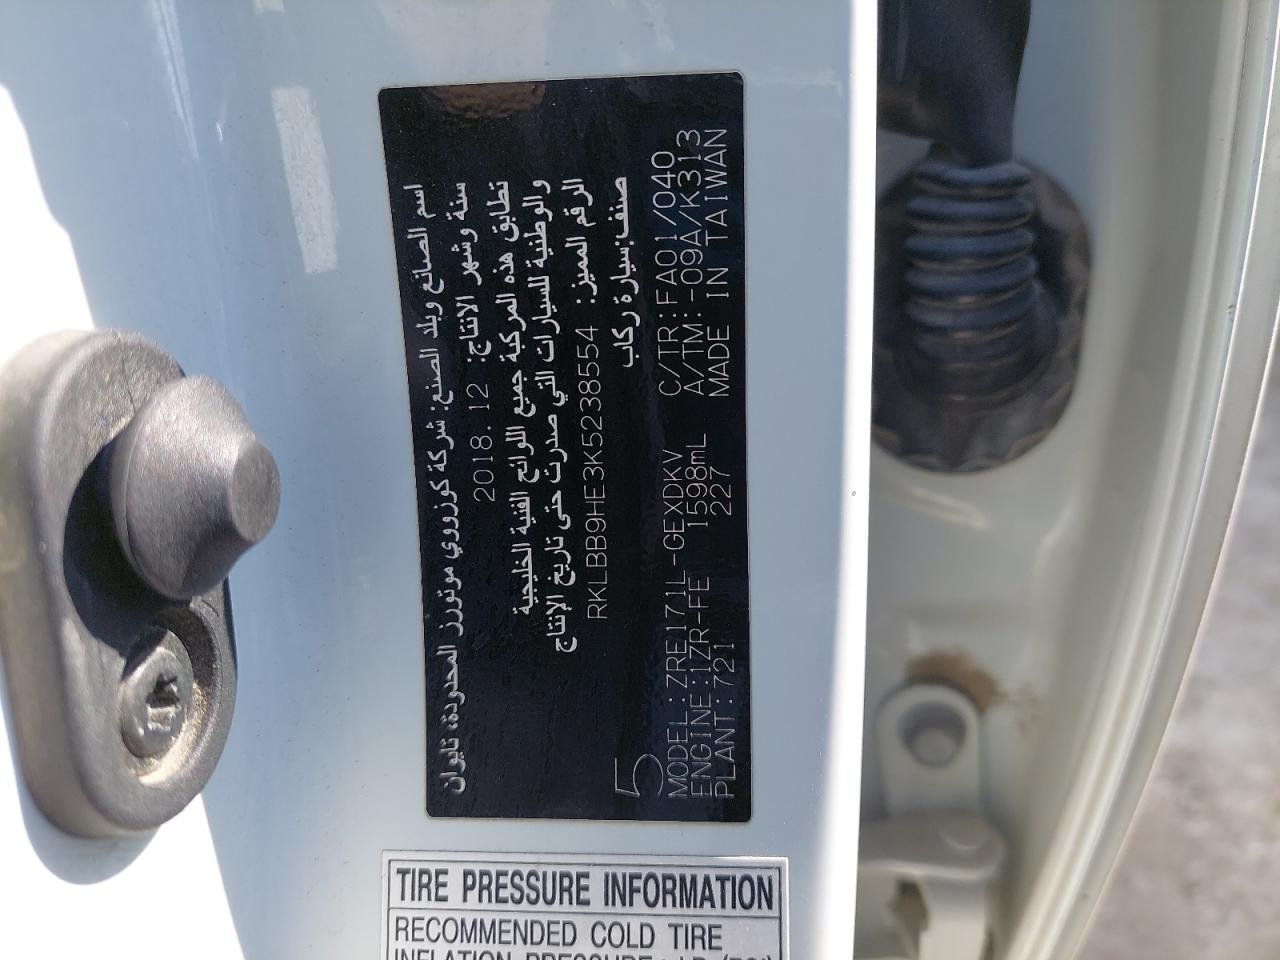 اسم الصانع وبلد الصنع: شركة كوزووي موتورز المحدودة، تايوان
سنة وشهر الانتاج: 2018.12
تطابق هذه المركبة جميع اللوائح الفنية الخليجية
والوطنية للسيارات التي صدرت حتى تاريخ الإنتاج
الرقم المميز: RKLBB9HE3K5238554
صنف: سيارة ركاب
5
MODEL:ZRE171L-GEXDKV C/TR:FA01/040
ENGINE:1ZR-FE 1598mL A/TM:-09A/K313
PLANT:721 227 MADE IN TAIWAN
TIRE PRESSURE INFORMATION
RECOMMENDED COLD TIRE